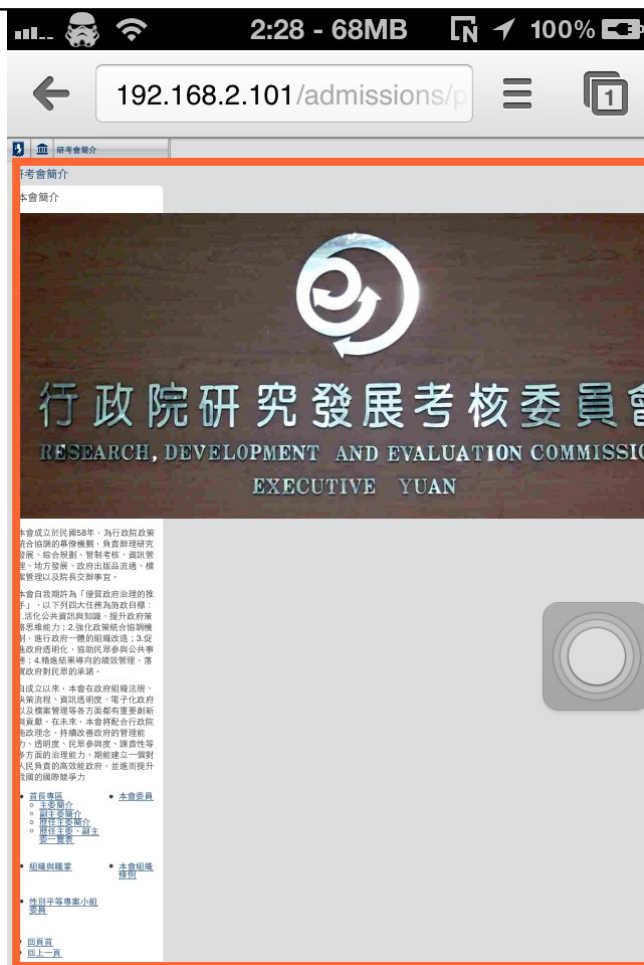 2:28 - 68MB
100%
192.168.2.101/admissions/p
1
研考會簡介
研考會簡介
本會簡介
行政院研究發展考核委員會
RESEARCH, DEVELOPMENT AND EVALUATION COMMISSIO
EXECUTIVE YUAN
本會成立於民國58年,為行政院政策
統合協調的幕僚機關,負責辦理研究
發展、綜合規劃、管制考核、資訊管
理、地方發展、政府出版品流通、檔
案管理以及院長交辦事宜。
本會自我期許為「優質政府治理的推
手」,以下列四大任務為施政目標:
1.活化公共資訊與知識、提升政府策
略思維能力;2.強化政策統合協調機
制,進行政府一體的組織改造;3.促
進政府透明化,協助民眾參與公共事
務;4.精進結果導向的績效管理,落
實政府對民眾的承諾。
自成立以來,本會在政府組織法規、
決策流程、資訊透明度、電子化政府
以及檔案管理等各方面都有重要創新
與貢獻。在未來,本會將配合行政院
施政理念,持續改善政府的管理能
力、透明度、民眾參與度、課責性等
多方面的治理能力,期能建立一個對
人民負責的高效能政府,並進而提升
我國的國際競爭力
首長專區
主委簡介
副主委簡介
歷任主委簡介
歷任主委、副主
委一覽表
本會委員
組織與職掌
本會組織
條例
性別平等專案小組
委員
回頁首
回上一頁